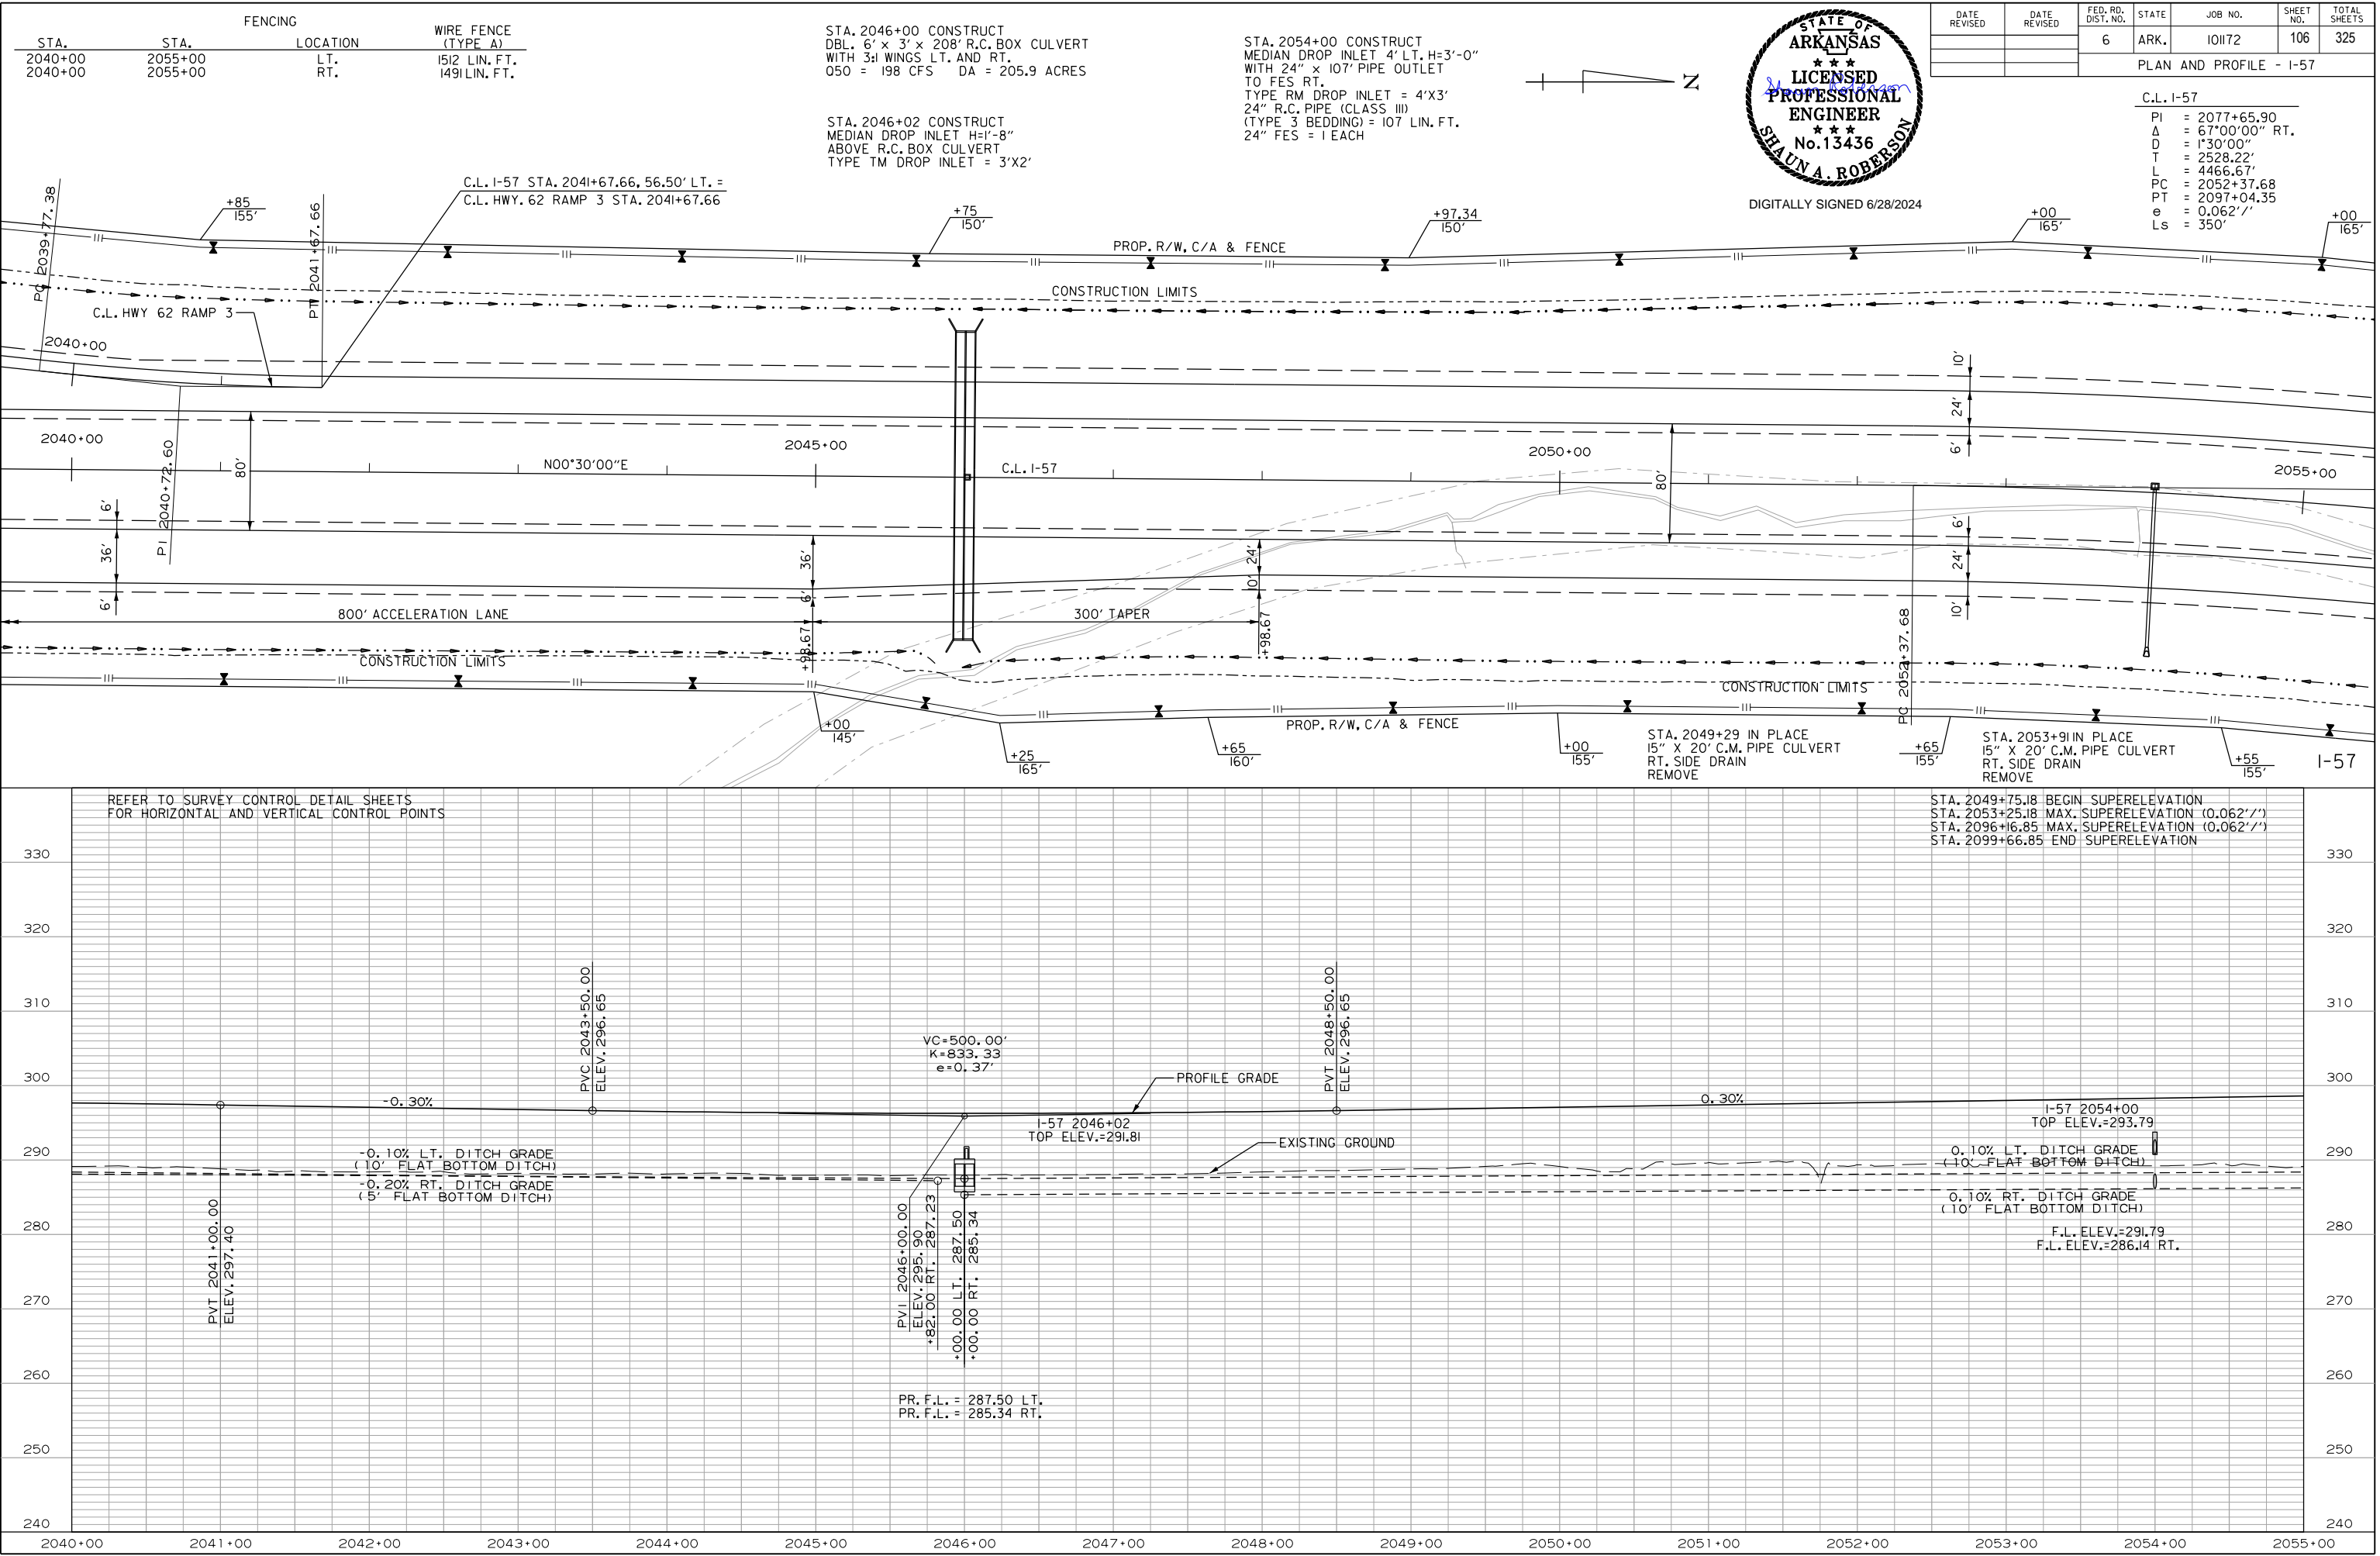 FENCING
STA. STA. LOCATION WIRE FENCE (TYPE A)
2040+00 2055+00 LT. 1512 LIN. FT.
2040+00 2055+00 RT. 1491 LIN. FT.
STA. 2046+00 CONSTRUCT
DBL. 6' x 3' x 208' R.C. BOX CULVERT
WITH 3:1 WINGS LT. AND RT.
Q50 = 198 CFS DA = 205.9 ACRES
STA. 2046+02 CONSTRUCT
MEDIAN DROP INLET H=1'-8"
ABOVE R.C. BOX CULVERT
TYPE TM DROP INLET = 3'X2'
STA. 2054+00 CONSTRUCT
MEDIAN DROP INLET 4' LT. H=3'-0"
WITH 24" x 107' PIPE OUTLET
TO FES RT.
TYPE RM DROP INLET = 4'X3'
24" R.C. PIPE (CLASS III)
(TYPE 3 BEDDING) = 107 LIN. FT.
24" FES = 1 EACH
N
STATE OF
ARKANSAS
LICENSED
PROFESSIONAL
ENGINEER
No. 13436
SHAUN A. ROBERSON
DIGITALLY SIGNED 6/28/2024
DATE REVISED DATE REVISED FED. RD. DIST. NO. STATE JOB NO. SHEET NO. TOTAL SHEETS
6 ARK. 101172 106 325
PLAN AND PROFILE - I-57
C.L. I-57
PI = 2077+65.90
Δ = 67°00'00" RT.
D = 1°30'00"
T = 2528.22'
L = 4466.67'
PC = 2052+37.68
PT = 2097+04.35
e = 0.062'/'
Ls = 350'
C.L. I-57 STA. 2041+67.66, 56.50' LT. =
C.L. HWY. 62 RAMP 3 STA. 2041+67.66
PC 2039+77.38
PT 2041+67.66
+85
155'
+75
150'
+97.34
150'
+00
165'
+00
165'
PROP. R/W, C/A & FENCE
CONSTRUCTION LIMITS
C.L. HWY 62 RAMP 3
2040+00
10'
24'
6'
2040+00
2045+00
2050+00
2055+00
PI 2040+72.60
80'
N00°30'00"E
C.L. I-57
80'
6'
36'
6'
36'
6'
24'
10'
6'
24'
10'
800' ACCELERATION LANE
300' TAPER
+98.67
+98.67
PC 2052+37.68
CONSTRUCTION LIMITS
CONSTRUCTION LIMITS
PROP. R/W, C/A & FENCE
+00
145'
+25
165'
+65
160'
+00
155'
+65
155'
+55
155'
STA. 2049+29 IN PLACE
15" X 20' C.M. PIPE CULVERT
RT. SIDE DRAIN
REMOVE
STA. 2053+91 IN PLACE
15" X 20' C.M. PIPE CULVERT
RT. SIDE DRAIN
REMOVE
I-57
REFER TO SURVEY CONTROL DETAIL SHEETS
FOR HORIZONTAL AND VERTICAL CONTROL POINTS
STA. 2049+75.18 BEGIN SUPERELEVATION
STA. 2053+25.18 MAX. SUPERELEVATION (0.062'/')
STA. 2096+16.85 MAX. SUPERELEVATION (0.062'/')
STA. 2099+66.85 END SUPERELEVATION
330 330
320 320
310 310
300 300
290 290
280 280
270 270
260 260
250 250
240 240
PVC 2043+50.00
ELEV. 296.65
VC=500.00'
K=833.33
e=0.37'
PVT 2048+50.00
ELEV. 296.65
PROFILE GRADE
-0.30%
0.30%
I-57 2046+02
TOP ELEV.=291.81
EXISTING GROUND
I-57 2054+00
TOP ELEV.=293.79
-0.10% LT. DITCH GRADE
(10' FLAT BOTTOM DITCH)
-0.20% RT. DITCH GRADE
(5' FLAT BOTTOM DITCH)
0.10% LT. DITCH GRADE
(10' FLAT BOTTOM DITCH)
0.10% RT. DITCH GRADE
(10' FLAT BOTTOM DITCH)
F.L. ELEV.=291.79
F.L. ELEV.=286.14 RT.
PVT 2041+00.00
ELEV. 297.40
PVI 2046+00.00
ELEV. 295.90
+82.00 RT. 287.23
+00.00 LT. 287.50
+00.00 RT. 285.34
PR. F.L. = 287.50 LT.
PR. F.L. = 285.34 RT.
2040+00 2041+00 2042+00 2043+00 2044+00 2045+00 2046+00 2047+00 2048+00 2049+00 2050+00 2051+00 2052+00 2053+00 2054+00 2055+00